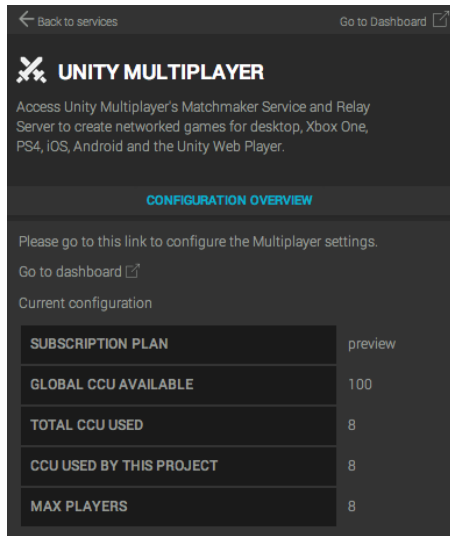 Back to services Go to Dashboard
UNITY MULTIPLAYER
Access Unity Multiplayer's Matchmaker Service and Relay
Server to create networked games for desktop, Xbox One,
PS4, iOS, Android and the Unity Web Player.
CONFIGURATION OVERVIEW
Please go to this link to configure the Multiplayer settings.
Go to dashboard
Current configuration
SUBSCRIPTION PLAN preview
GLOBAL CCU AVAILABLE 100
TOTAL CCU USED 8
CCU USED BY THIS PROJECT 8
MAX PLAYERS 8